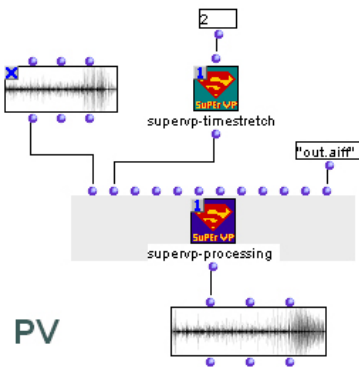 2
x
1
SUPER VP
supervp-timestretch
"out.aiff"
1
SUPER VP
supervp-processing
PV